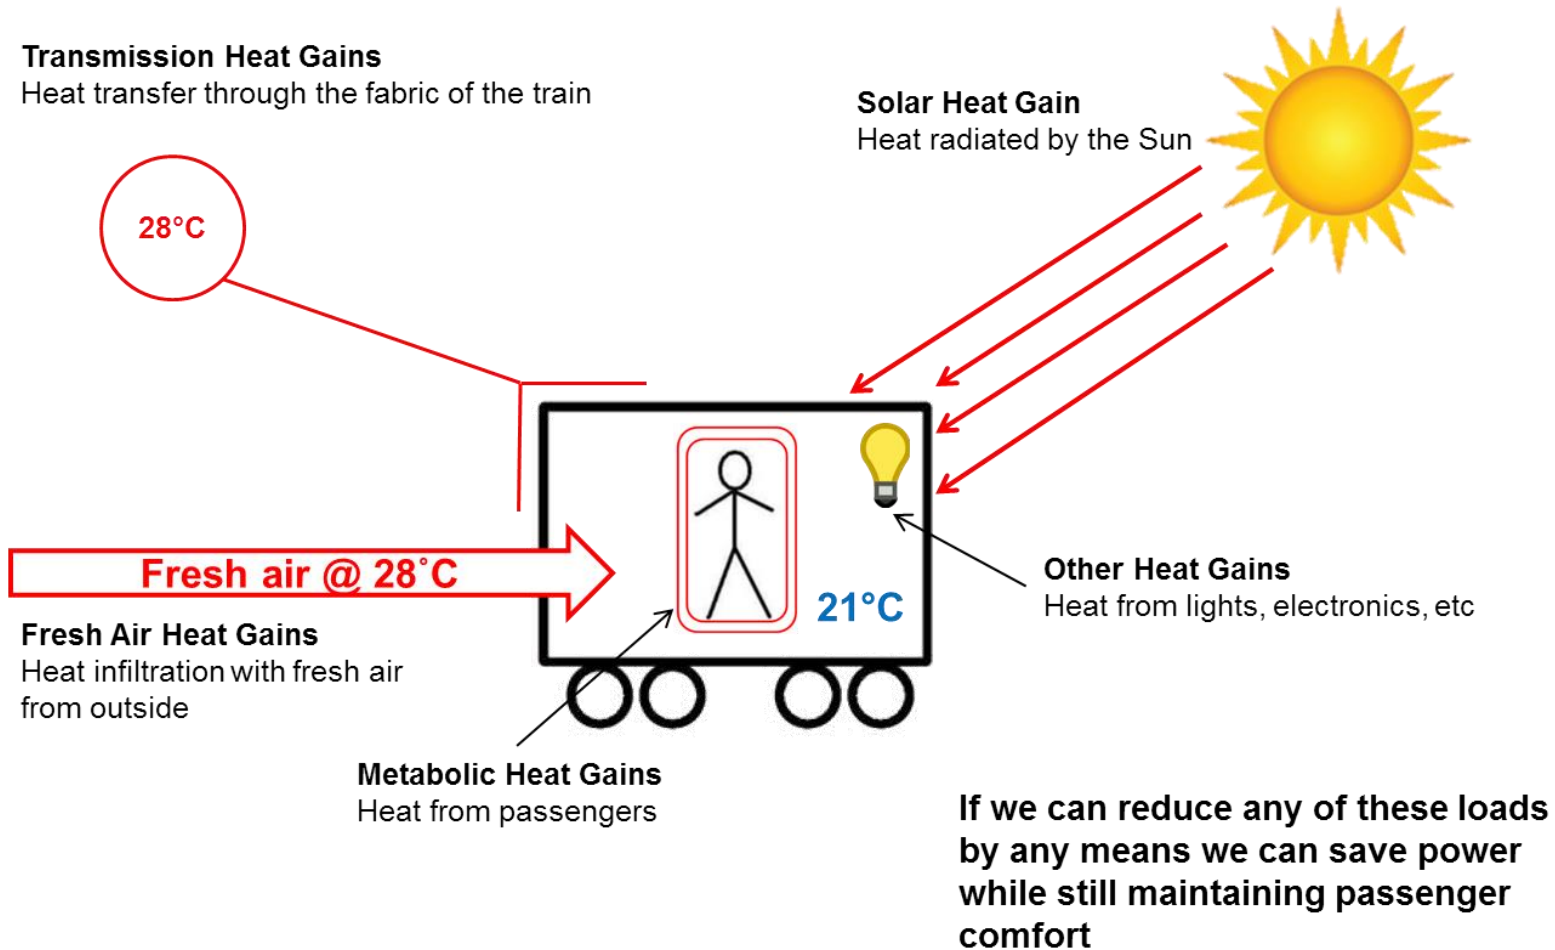 Transmission Heat Gains
Heat transfer through the fabric of the train
Solar Heat Gain
Heat radiated by the Sun
28°C
Fresh air @ 28˚C
21°C
Other Heat Gains
Heat from lights, electronics, etc
Fresh Air Heat Gains
Heat infiltration with fresh air
from outside
Metabolic Heat Gains
Heat from passengers
If we can reduce any of these loads
by any means we can save power
while still maintaining passenger
comfort